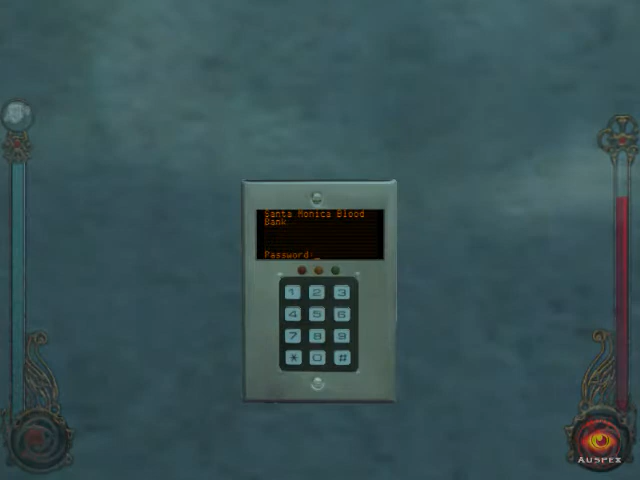 Santa Monica Blood
Bank
Password:_
1 2 3
4 5 6
7 8 9
* 0 #
AUSPEX